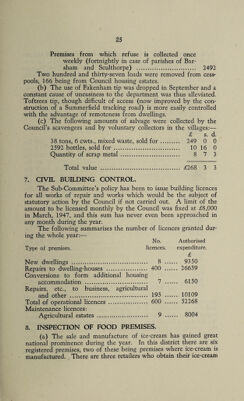 25
Premises from which refuse is collected once
weekly (fortnightly in case of parishes of Bar-
sham and Sculthorpe) ............................ 2492
Two hundred and thirty-seven loads were removed from cess-
pools, 166 being from Council housing estates.
(b) The use of Fakenham tip was dropped in September and a
constant cause of uneasiness to the department was thus alleviated.
Toftrees tip, though difficult of access (now improved by the con-
struction of a Summerfield tracking road) is more easily controlled
with the advantage of remoteness from dwellings.
(c) The following amounts of salvage were collected by the
Council's scavengers and by voluntary collectors in the villages:—
£ s. d.
38 tons, 6 cwts., mixed waste, sold for ......... 249 0 0
2592 bottles, sold for ........................... 10 16 0
Quantity of scrap metal ........................ 8 7 3
Total value ........................... £268 3 3
7. CIVIL BUILDING CONTROL.
The Sub-Committee's policy has been to issue building licences
for all works of repair and works which would be the subject of
statutory action by the Council if not carried out. A limit of the
amount to be licensed monthly by the Council was fixed at £8,000
in March, 1947, and this sum has never even been approached in
any month during the year.
The following summarises the number of licences granted dur-
ing the whole year:—
No. Authorised
Type of premises. licences. expenditure.
£
New dwellings ................................. 8 ...... 9350
Repairs to dwelling-houses ............... 400 ...... 26659
Conversions to form additional housing
accommodation ........................... 7 ...... 6150
Repairs, etc., to business, agricultural
and other ................................. 193 ...... 10109
Total of operational licences ............ 600 ...... 52268
Maintenance licences:
Agricultural estates ..................... 9 ...... 8004
8. INSPECTION OF FOOD PREMISES.
(a) The sale and manufacture of ice-cream has gained great
national prominence during the year. In this district there are six
registered premises, two of these being premises where ice-cream is
manufactured. There are three retailers who obtain their ice-cream